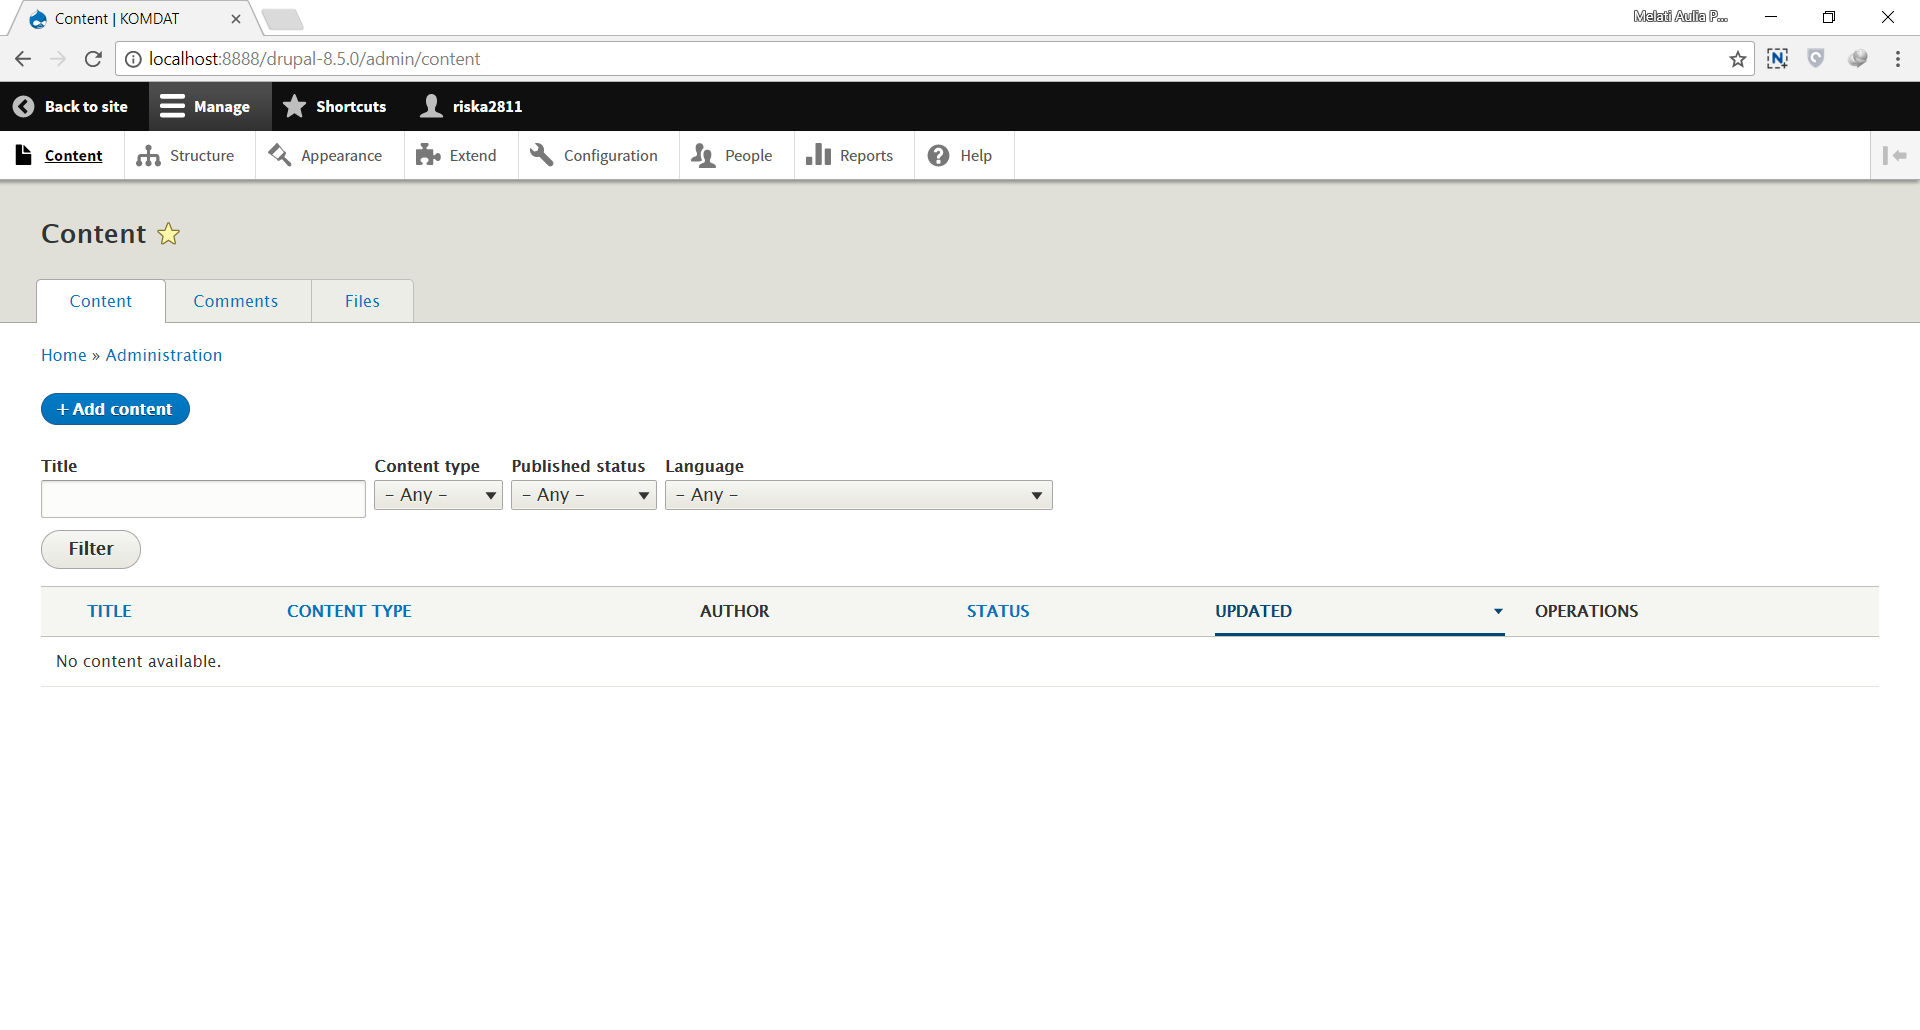 Content | KOMDAT
Melati Aulia P...
localhost:8888/drupal-8.5.0/admin/content
Back to site Manage Shortcuts riska2811
Content Structure Appearance Extend Configuration People Reports Help
Content
Content Comments Files
Home » Administration
+ Add content
Title Content type Published status Language
- Any - - Any - - Any -
Filter
TITLE CONTENT TYPE AUTHOR STATUS UPDATED OPERATIONS
No content available.